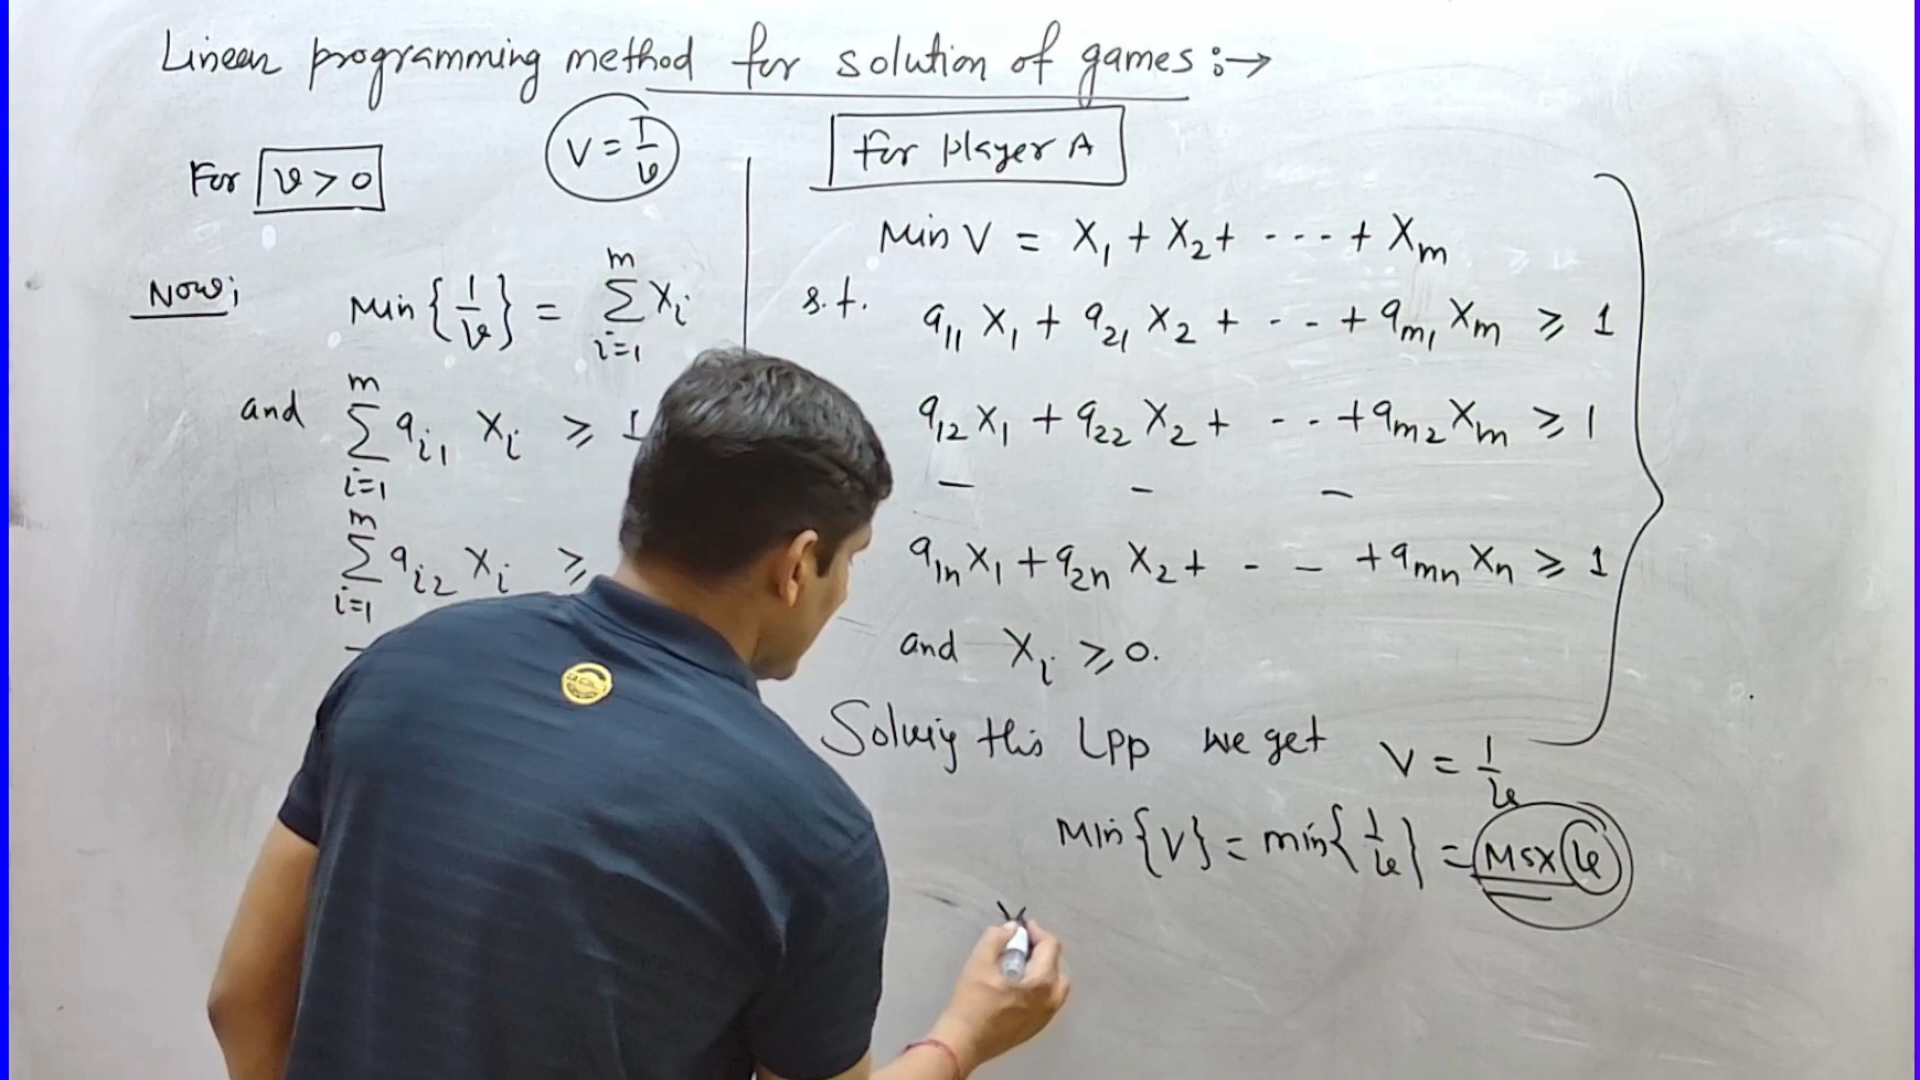 Linear programming method for solution of games :→
For v > 0
V = 1/v
Now;
Min {1/v} = m Σ i=1 Xi
and m Σ i=1 ai1 Xi ≥ 1
m Σ i=1 ai2 Xi ≥
For player A
Min V = X1 + X2 + --- + Xm
s.t. a11 X1 + a21 X2 + - - - + am1 Xm ≥ 1
a12 X1 + a22 X2 + - - - + am2 Xm ≥ 1
– – –
a1n X1 + a2n X2 + - - + amn Xn ≥ 1
and Xi ≥ 0.
Solving this Lpp we get V = 1/v
Min {V} = min {1/v} = Max (v)